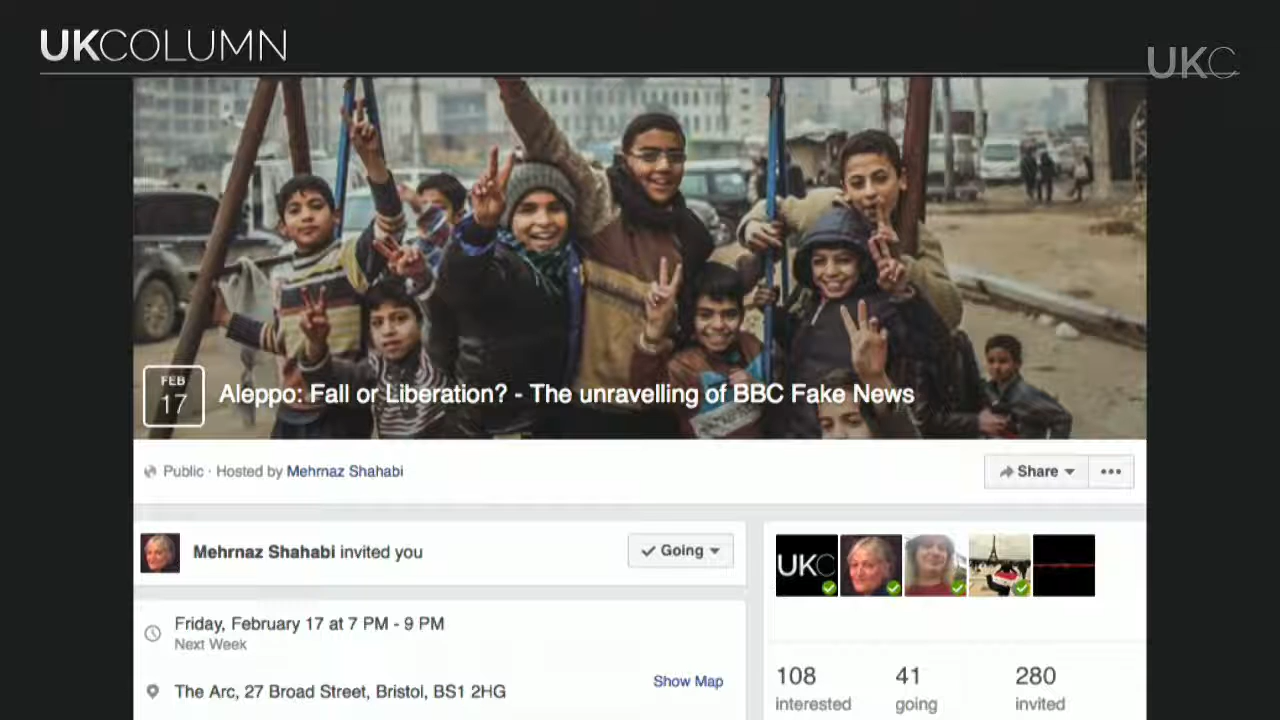 UKCOLUMN
UKC
FEB
17
Aleppo: Fall or Liberation? - The unravelling of BBC Fake News
Public · Hosted by Mehrnaz Shahabi
Share
Mehrnaz Shahabi invited you
Going
UKC
Friday, February 17 at 7 PM - 9 PM
Next Week
The Arc, 27 Broad Street, Bristol, BS1 2HG
Show Map
108
41
280
interested
going
invited